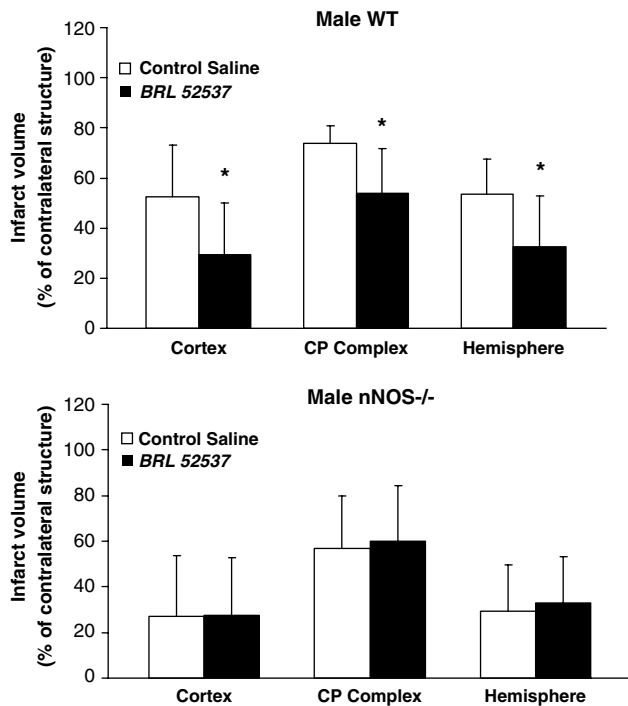 Male WT
Control Saline
BRL 52537
Infarct volume
(% of contralateral structure)
120
100
80
60
40
20
0
*
*
*
Cortex
CP Complex
Hemisphere
Male nNOS-/-
Control Saline
BRL 52537
Infarct volume
(% of contralateral structure)
120
100
80
60
40
20
0
Cortex
CP Complex
Hemisphere